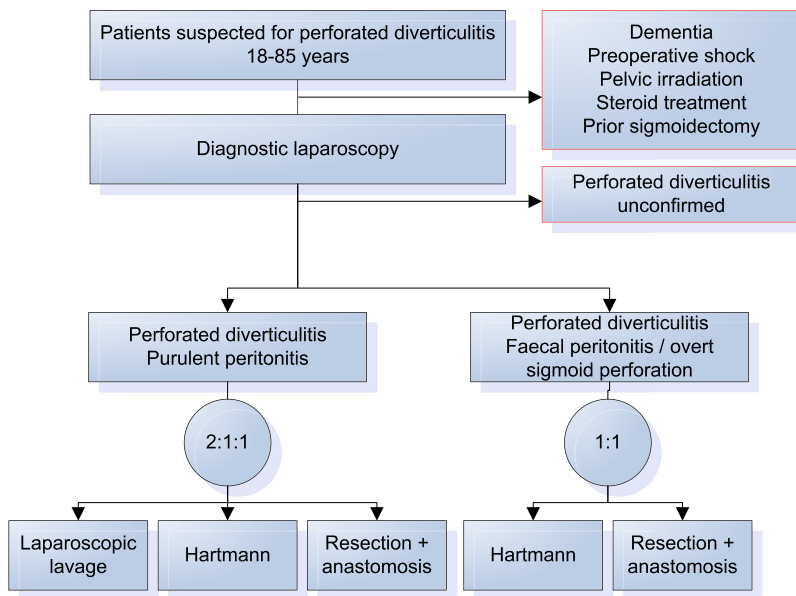 Patients suspected for perforated diverticulitis
18-85 years
Dementia
Preoperative shock
Pelvic irradiation
Steroid treatment
Prior sigmoidectomy
Diagnostic laparoscopy
Perforated diverticulitis
unconfirmed
Perforated diverticulitis
Purulent peritonitis
Perforated diverticulitis
Faecal peritonitis / overt
sigmoid perforation
2:1:1
1:1
Laparoscopic
lavage
Hartmann
Resection +
anastomosis
Hartmann
Resection +
anastomosis